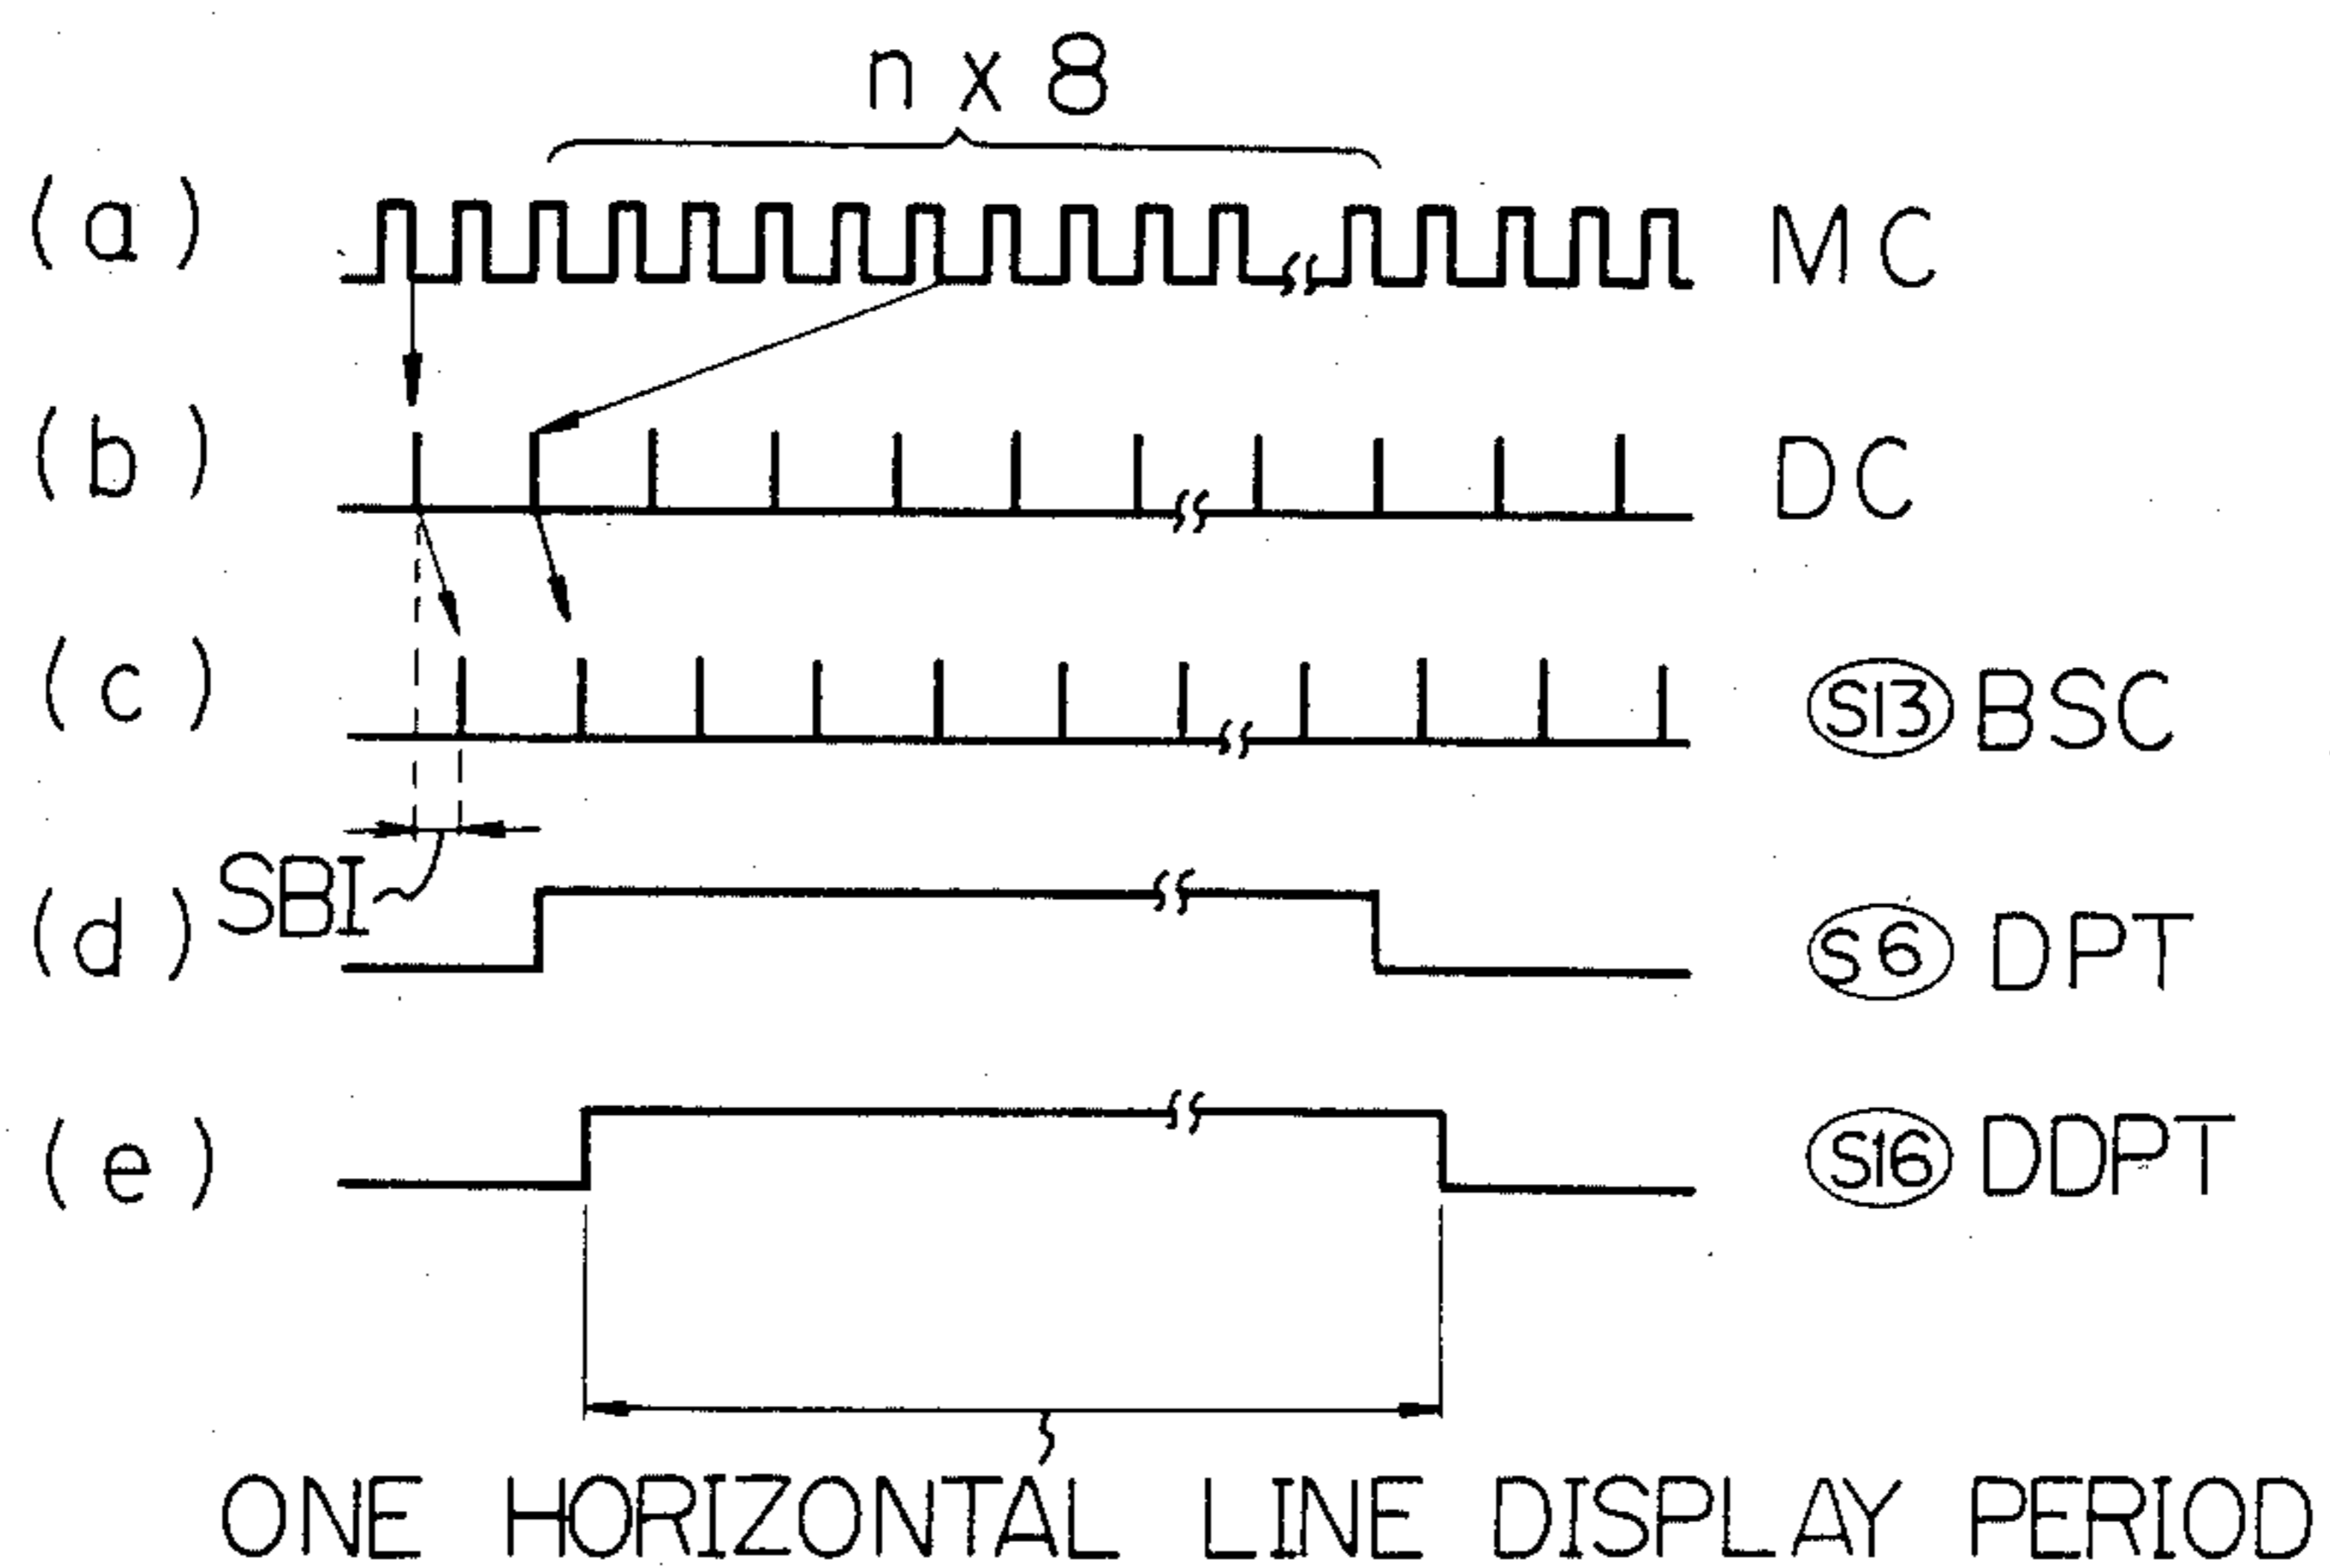 n x 8
(a) MC
(b) DC
(c) S13 BSC
SBI
(d) S6 DPT
(e) S16 DDPT
ONE HORIZONTAL LINE DISPLAY PERIOD